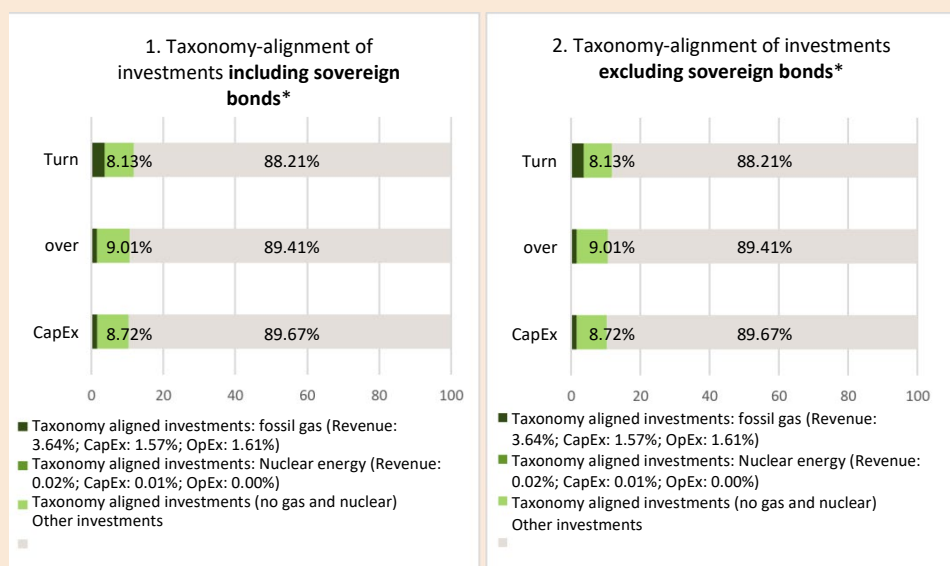 1. Taxonomy-alignment of
investments including sovereign
bonds*
Turn 8.13% 88.21%
over 9.01% 89.41%
CapEx 8.72% 89.67%
0 20 40 60 80 100
Taxonomy aligned investments: fossil gas (Revenue:
3.64%; CapEx: 1.57%; OpEx: 1.61%)
Taxonomy aligned investments: Nuclear energy (Revenue:
0.02%; CapEx: 0.01%; OpEx: 0.00%)
Taxonomy aligned investments (no gas and nuclear)
Other investments
2. Taxonomy-alignment of investments
excluding sovereign bonds*
Turn 8.13% 88.21%
over 9.01% 89.41%
CapEx 8.72% 89.67%
0 20 40 60 80 100
Taxonomy aligned investments: fossil gas (Revenue:
3.64%; CapEx: 1.57%; OpEx: 1.61%)
Taxonomy aligned investments: Nuclear energy (Revenue:
0.02%; CapEx: 0.01%; OpEx: 0.00%)
Taxonomy aligned investments (no gas and nuclear)
Other investments